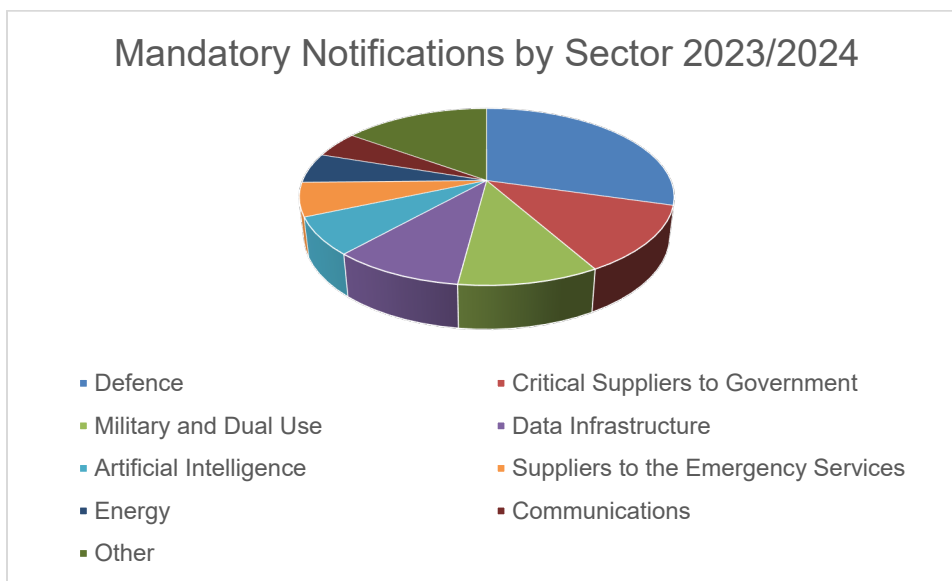 Mandatory Notifications by Sector 2023/2024
Defence
Critical Suppliers to Government
Military and Dual Use
Data Infrastructure
Artificial Intelligence
Suppliers to the Emergency Services
Energy
Communications
Other